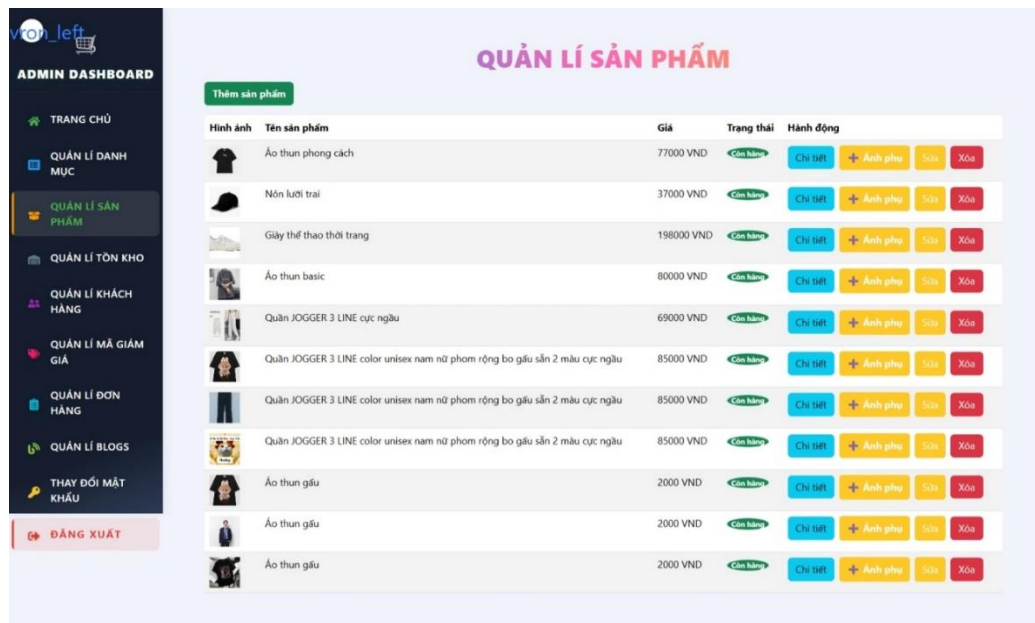 vron_left
ADMIN DASHBOARD
TRANG CHỦ
QUẢN LÍ DANH
MỤC
QUẢN LÍ SẢN
PHẨM
QUẢN LÍ TỒN KHO
QUẢN LÍ KHÁCH
HÀNG
QUẢN LÍ MÃ GIẢM
GIÁ
QUẢN LÍ ĐƠN
HÀNG
QUẢN LÍ BLOGS
THAY ĐỔI MẬT
KHẨU
ĐĂNG XUẤT
QUẢN LÍ SẢN PHẨM
Thêm sản phẩm
Hình ảnh Tên sản phẩm Giá Trạng thái Hành động
Áo thun phong cách 77000 VND Còn hàng Chi tiết + Ảnh phụ Sửa Xóa
Nón lưỡi trai 37000 VND Còn hàng Chi tiết + Ảnh phụ Sửa Xóa
Giày thể thao thời trang 198000 VND Còn hàng Chi tiết + Ảnh phụ Sửa Xóa
Áo thun basic 80000 VND Còn hàng Chi tiết + Ảnh phụ Sửa Xóa
Quần JOGGER 3 LINE cực ngầu 69000 VND Còn hàng Chi tiết + Ảnh phụ Sửa Xóa
Quần JOGGER 3 LINE color unisex nam nữ phom rộng bo gấu sẵn 2 màu cực ngầu 85000 VND Còn hàng Chi tiết + Ảnh phụ Sửa Xóa
Quần JOGGER 3 LINE color unisex nam nữ phom rộng bo gấu sẵn 2 màu cực ngầu 85000 VND Còn hàng Chi tiết + Ảnh phụ Sửa Xóa
Quần JOGGER 3 LINE color unisex nam nữ phom rộng bo gấu sẵn 2 màu cực ngầu 85000 VND Còn hàng Chi tiết + Ảnh phụ Sửa Xóa
Áo thun gấu 2000 VND Còn hàng Chi tiết + Ảnh phụ Sửa Xóa
Áo thun gấu 2000 VND Còn hàng Chi tiết + Ảnh phụ Sửa Xóa
Áo thun gấu 2000 VND Còn hàng Chi tiết + Ảnh phụ Sửa Xóa